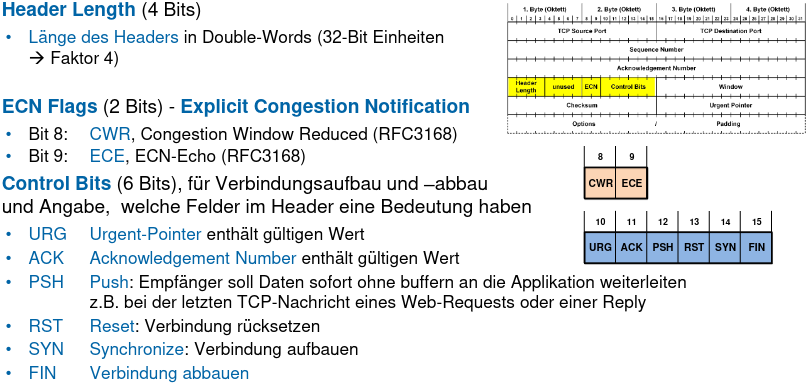 Header Length (4 Bits)
• Länge des Headers in Double-Words (32-Bit Einheiten
→ Faktor 4)
ECN Flags (2 Bits) - Explicit Congestion Notification
• Bit 8: CWR, Congestion Window Reduced (RFC3168)
• Bit 9: ECE, ECN-Echo (RFC3168)
Control Bits (6 Bits), für Verbindungsaufbau und –abbau
und Angabe, welche Felder im Header eine Bedeutung haben
• URG Urgent-Pointer enthält gültigen Wert
• ACK Acknowledgement Number enthält gültigen Wert
• PSH Push: Empfänger soll Daten sofort ohne buffern an die Applikation weiterleiten
z.B. bei der letzten TCP-Nachricht eines Web-Requests oder einer Reply
• RST Reset: Verbindung rücksetzen
• SYN Synchronize: Verbindung aufbauen
• FIN Verbindung abbauen
1. Byte (Oktett) 2. Byte (Oktett) 3. Byte (Oktett) 4. Byte (Oktett)
0 1 2 3 4 5 6 7 8 9 10 11 12 13 14 15 16 17 18 19 20 21 22 23 24 25 26 27 28 29 30 31
TCP Source Port TCP Destination Port
Sequence Number
Acknowledgement Number
Header Length unused ECN Control Bits Window
Checksum Urgent Pointer
Options / Padding
8 9
CWR ECE
10 11 12 13 14 15
URG ACK PSH RST SYN FIN